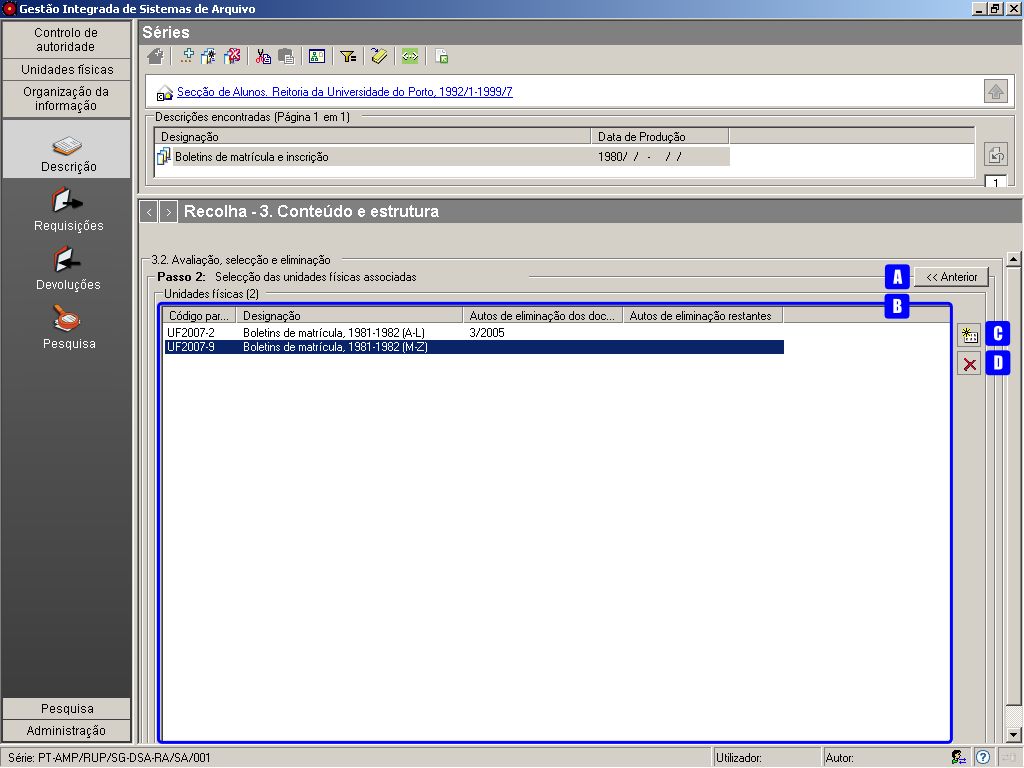 Gestão Integrada de Sistemas de Arquivo
Controlo de
autoridade
Unidades físicas
Organização da
informação
Descrição
Requisições
Devoluções
Pesquisa
Pesquisa
Administração
Séries
Secção de Alunos. Reitoria da Universidade do Porto, 1992/1-1999/7
Descrições encontradas (Página 1 em 1)
Designação Data de Produção
Boletins de matrícula e inscrição 1980/ / - / /
1
< > Recolha - 3. Conteúdo e estrutura
3.2. Avaliação, selecção e eliminação
Passo 2: Selecção das unidades físicas associadas
A << Anterior
Unidades físicas (2)
B
Código par... Designação Autos de eliminação dos doc... Autos de eliminação restantes
UF2007-2 Boletins de matrícula, 1981-1982 (A-L) 3/2005
UF2007-9 Boletins de matrícula, 1981-1982 (M-Z)
C
D
Série: PT-AMP/RUP/SG-DSA-RA/SA/001 Utilizador: Autor: